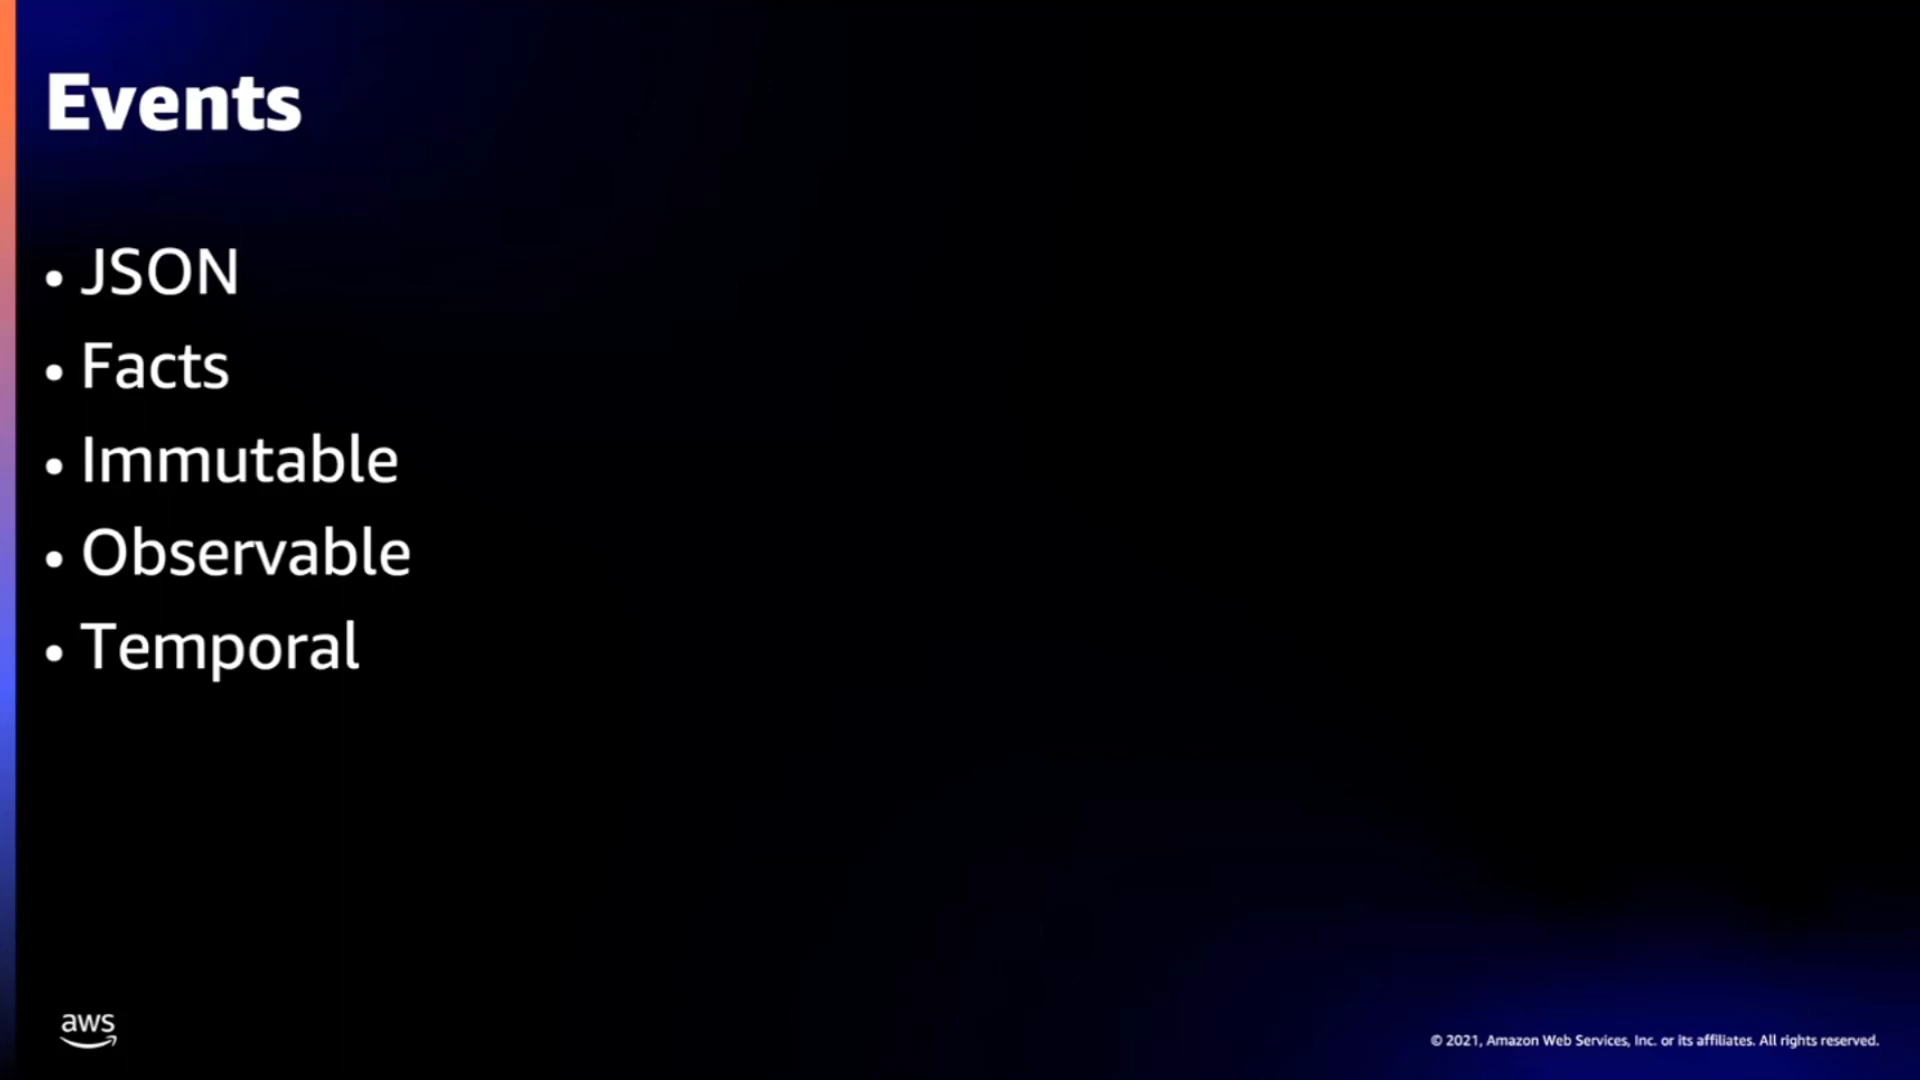 Events
• JSON
• Facts
• Immutable
• Observable
• Temporal
aws
© 2021, Amazon Web Services, Inc. or its affiliates. All rights reserved.